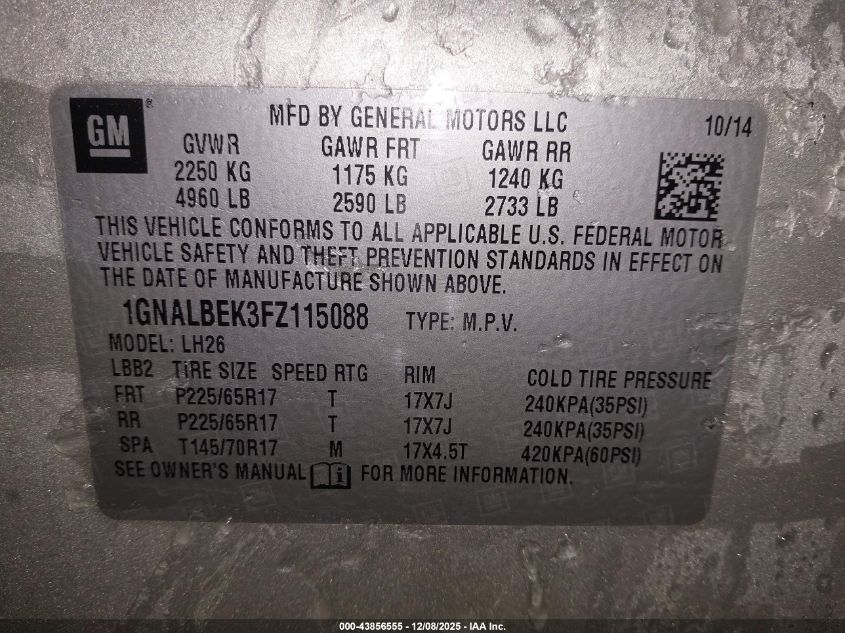 GM ® MFD BY GENERAL MOTORS LLC 10/14
GVWR GAWR FRT GAWR RR
2250 KG 1175 KG 1240 KG
4960 LB 2590 LB 2733 LB
THIS VEHICLE CONFORMS TO ALL APPLICABLE U.S. FEDERAL MOTOR
VEHICLE SAFETY AND THEFT PREVENTION STANDARDS IN EFFECT ON
THE DATE OF MANUFACTURE SHOWN ABOVE.
1GNALBEK3FZ115088 TYPE: M.P.V.
MODEL: LH26
LBB2 TIRE SIZE SPEED RTG RIM COLD TIRE PRESSURE
FRT P225/65R17 T 17X7J 240KPA(35PSI)
RR P225/65R17 T 17X7J 240KPA(35PSI)
SPA T145/70R17 M 17X4.5T 420KPA(60PSI)
SEE OWNER'S MANUAL i FOR MORE INFORMATION.
000-43856555 - 12/08/2025 - IAA Inc.